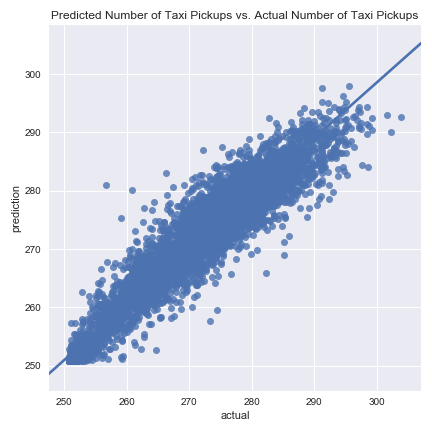 Predicted Number of Taxi Pickups vs. Actual Number of Taxi Pickups
300
290
280
270
260
250
prediction
250 260 270 280 290 300
actual